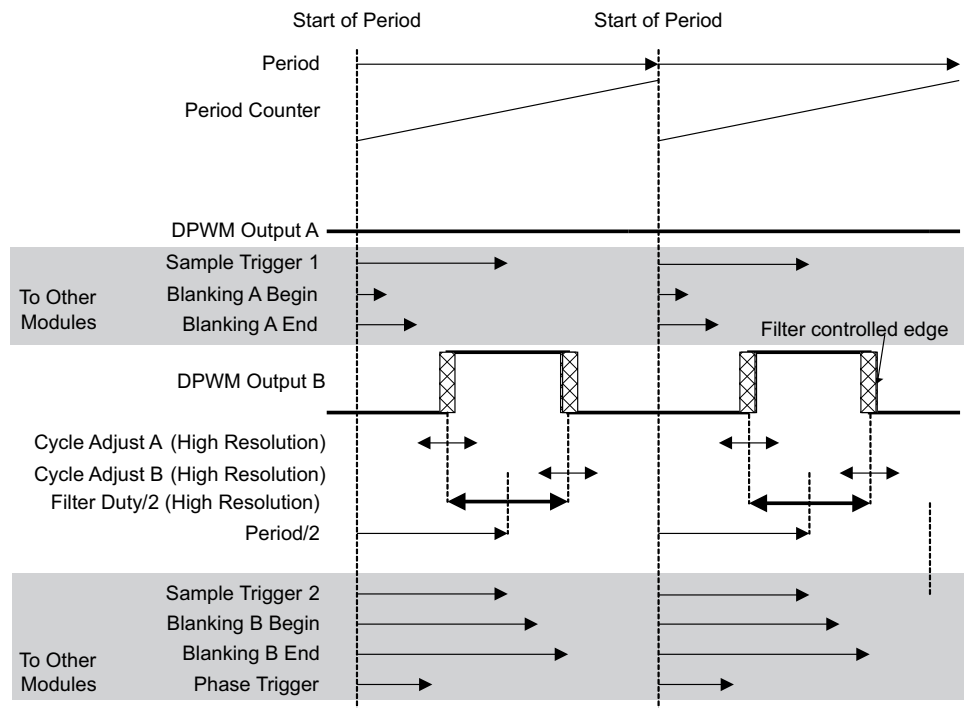 Start of Period
Start of Period
Period
Period Counter
DPWM Output A
Sample Trigger 1
To Other
Modules
Blanking A Begin
Blanking A End
Filter controlled edge
DPWM Output B
Cycle Adjust A (High Resolution)
Cycle Adjust B (High Resolution)
Filter Duty/2 (High Resolution)
Period/2
Sample Trigger 2
Blanking B Begin
Blanking B End
To Other
Modules
Phase Trigger